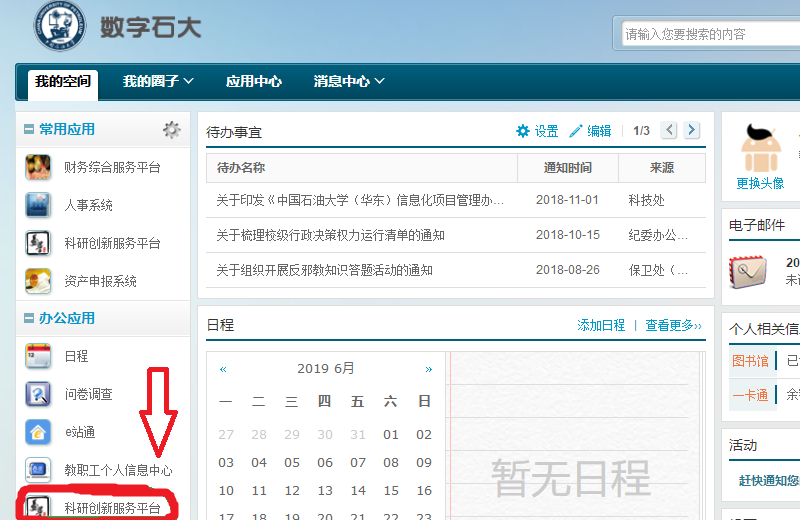 数字石大
请输入您要搜索的内容
我的空间 我的圈子 应用中心 消息中心
常用应用
财务综合服务平台
人事系统
科研创新服务平台
资产申报系统
办公应用
日程
问卷调查
e站通
教职工个人信息中心
科研创新服务平台
待办事宜 设置 编辑 1/3
待办名称 通知时间 来源
关于印发《中国石油大学（华东）信息化项目管理办... 2018-11-01 科技处
关于梳理校级行政决策权力运行清单的通知 2018-10-15 纪委办公...
关于组织开展反邪教知识答题活动的通知 2018-08-26 保卫处（...
日程 添加日程 | 查看更多››
« 2019 6月 »
一 二 三 四 五 六 日
27 28 29 30 31 01 02
03 04 05 06 07 08 09
10 11 12 13 14 15 16
17 18 19 20 21 22 23
暂无日程
更换头像
电子邮件
20
未
个人相关信息
图书馆 已
一卡通 余
活动
赶快通知您